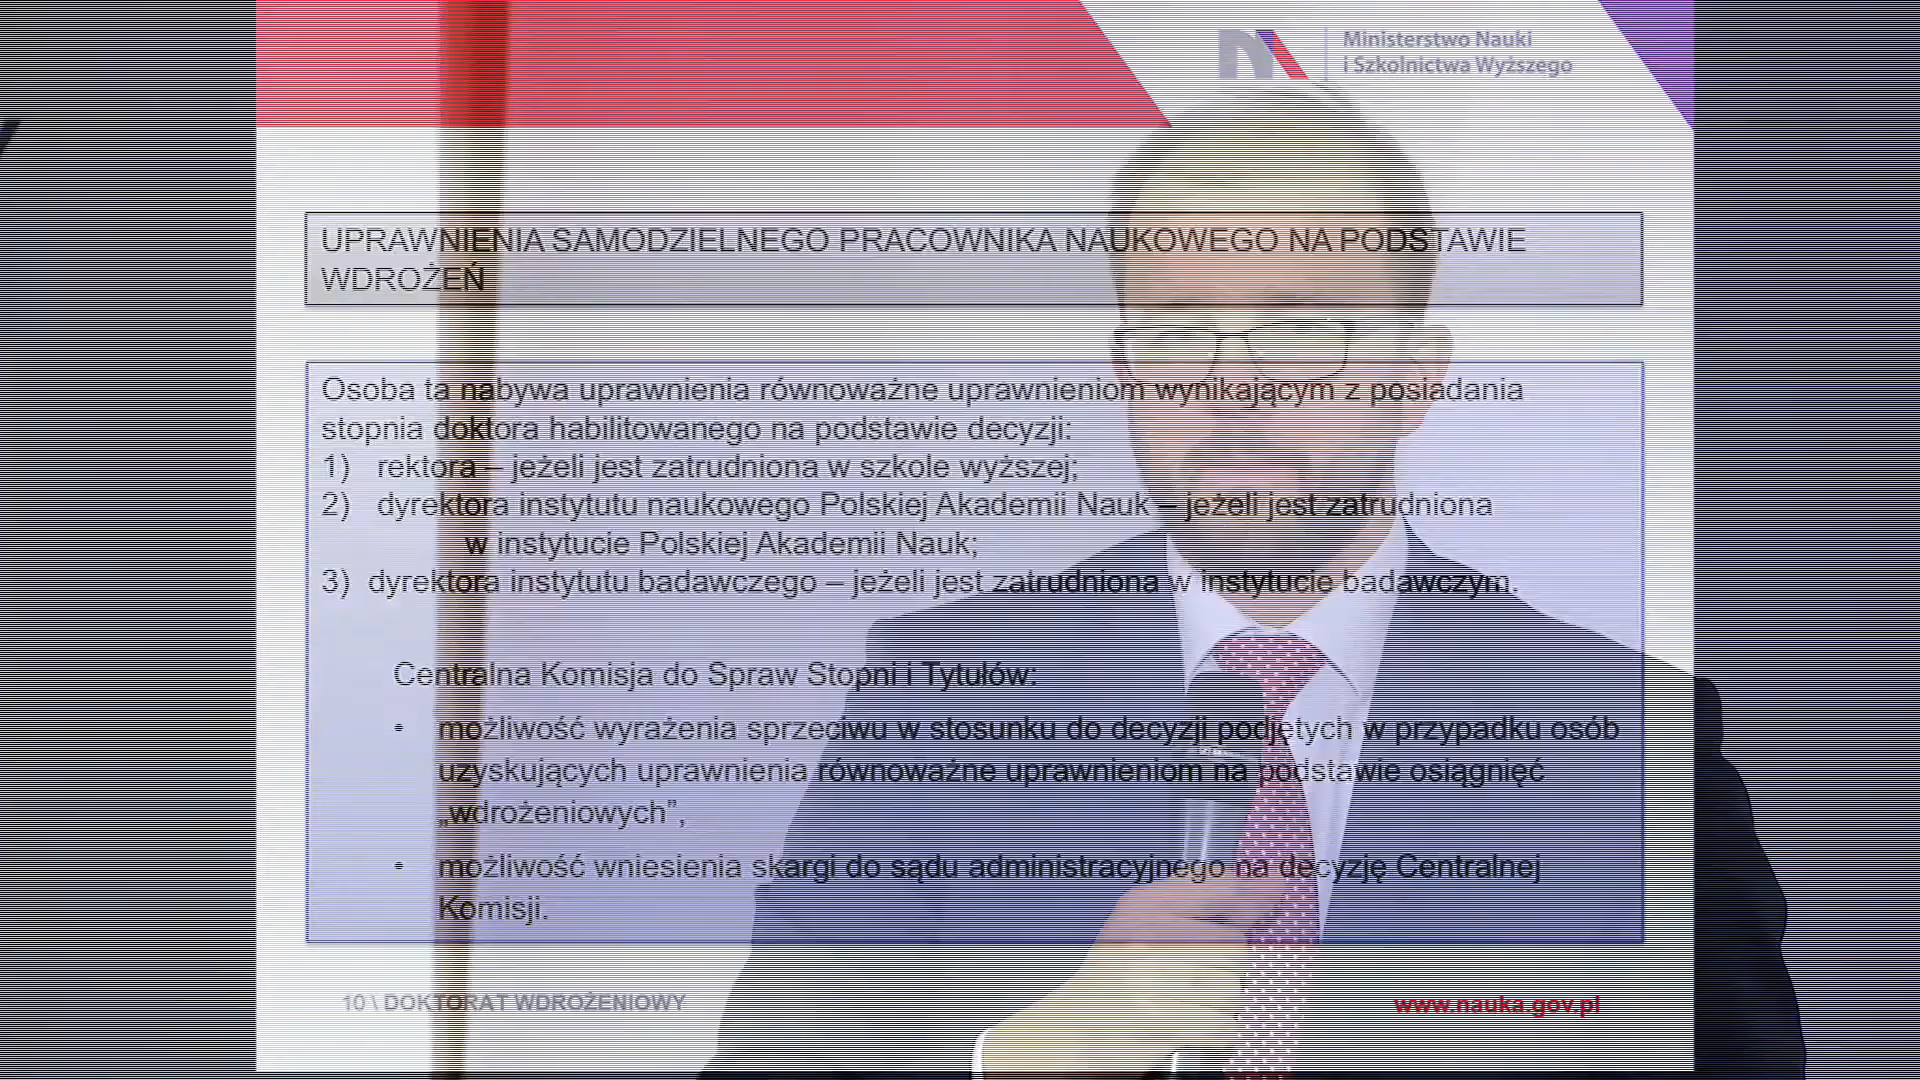 Ministerstwo Nauki
i Szkolnictwa Wyższego
UPRAWNIENIA SAMODZIELNEGO PRACOWNIKA NAUKOWEGO NA PODSTAWIE
WDROŻEŃ
Osoba ta nabywa uprawnienia równoważne uprawnieniom wynikającym z posiadania
stopnia doktora habilitowanego na podstawie decyzji:
1) rektora – jeżeli jest zatrudniona w szkole wyższej;
2) dyrektora instytutu naukowego Polskiej Akademii Nauk – jeżeli jest zatrudniona
w instytucie Polskiej Akademii Nauk;
3) dyrektora instytutu badawczego – jeżeli jest zatrudniona w instytucie badawczym.
Centralna Komisja do Spraw Stopni i Tytułów:
• możliwość wyrażenia sprzeciwu w stosunku do decyzji podjętych w przypadku osób
uzyskujących uprawnienia równoważne uprawnieniom na podstawie osiągnięć
„wdrożeniowych”,
• możliwość wniesienia skargi do sądu administracyjnego na decyzję Centralnej
Komisji.
10 \ DOKTORAT WDROŻENIOWY
www.nauka.gov.pl